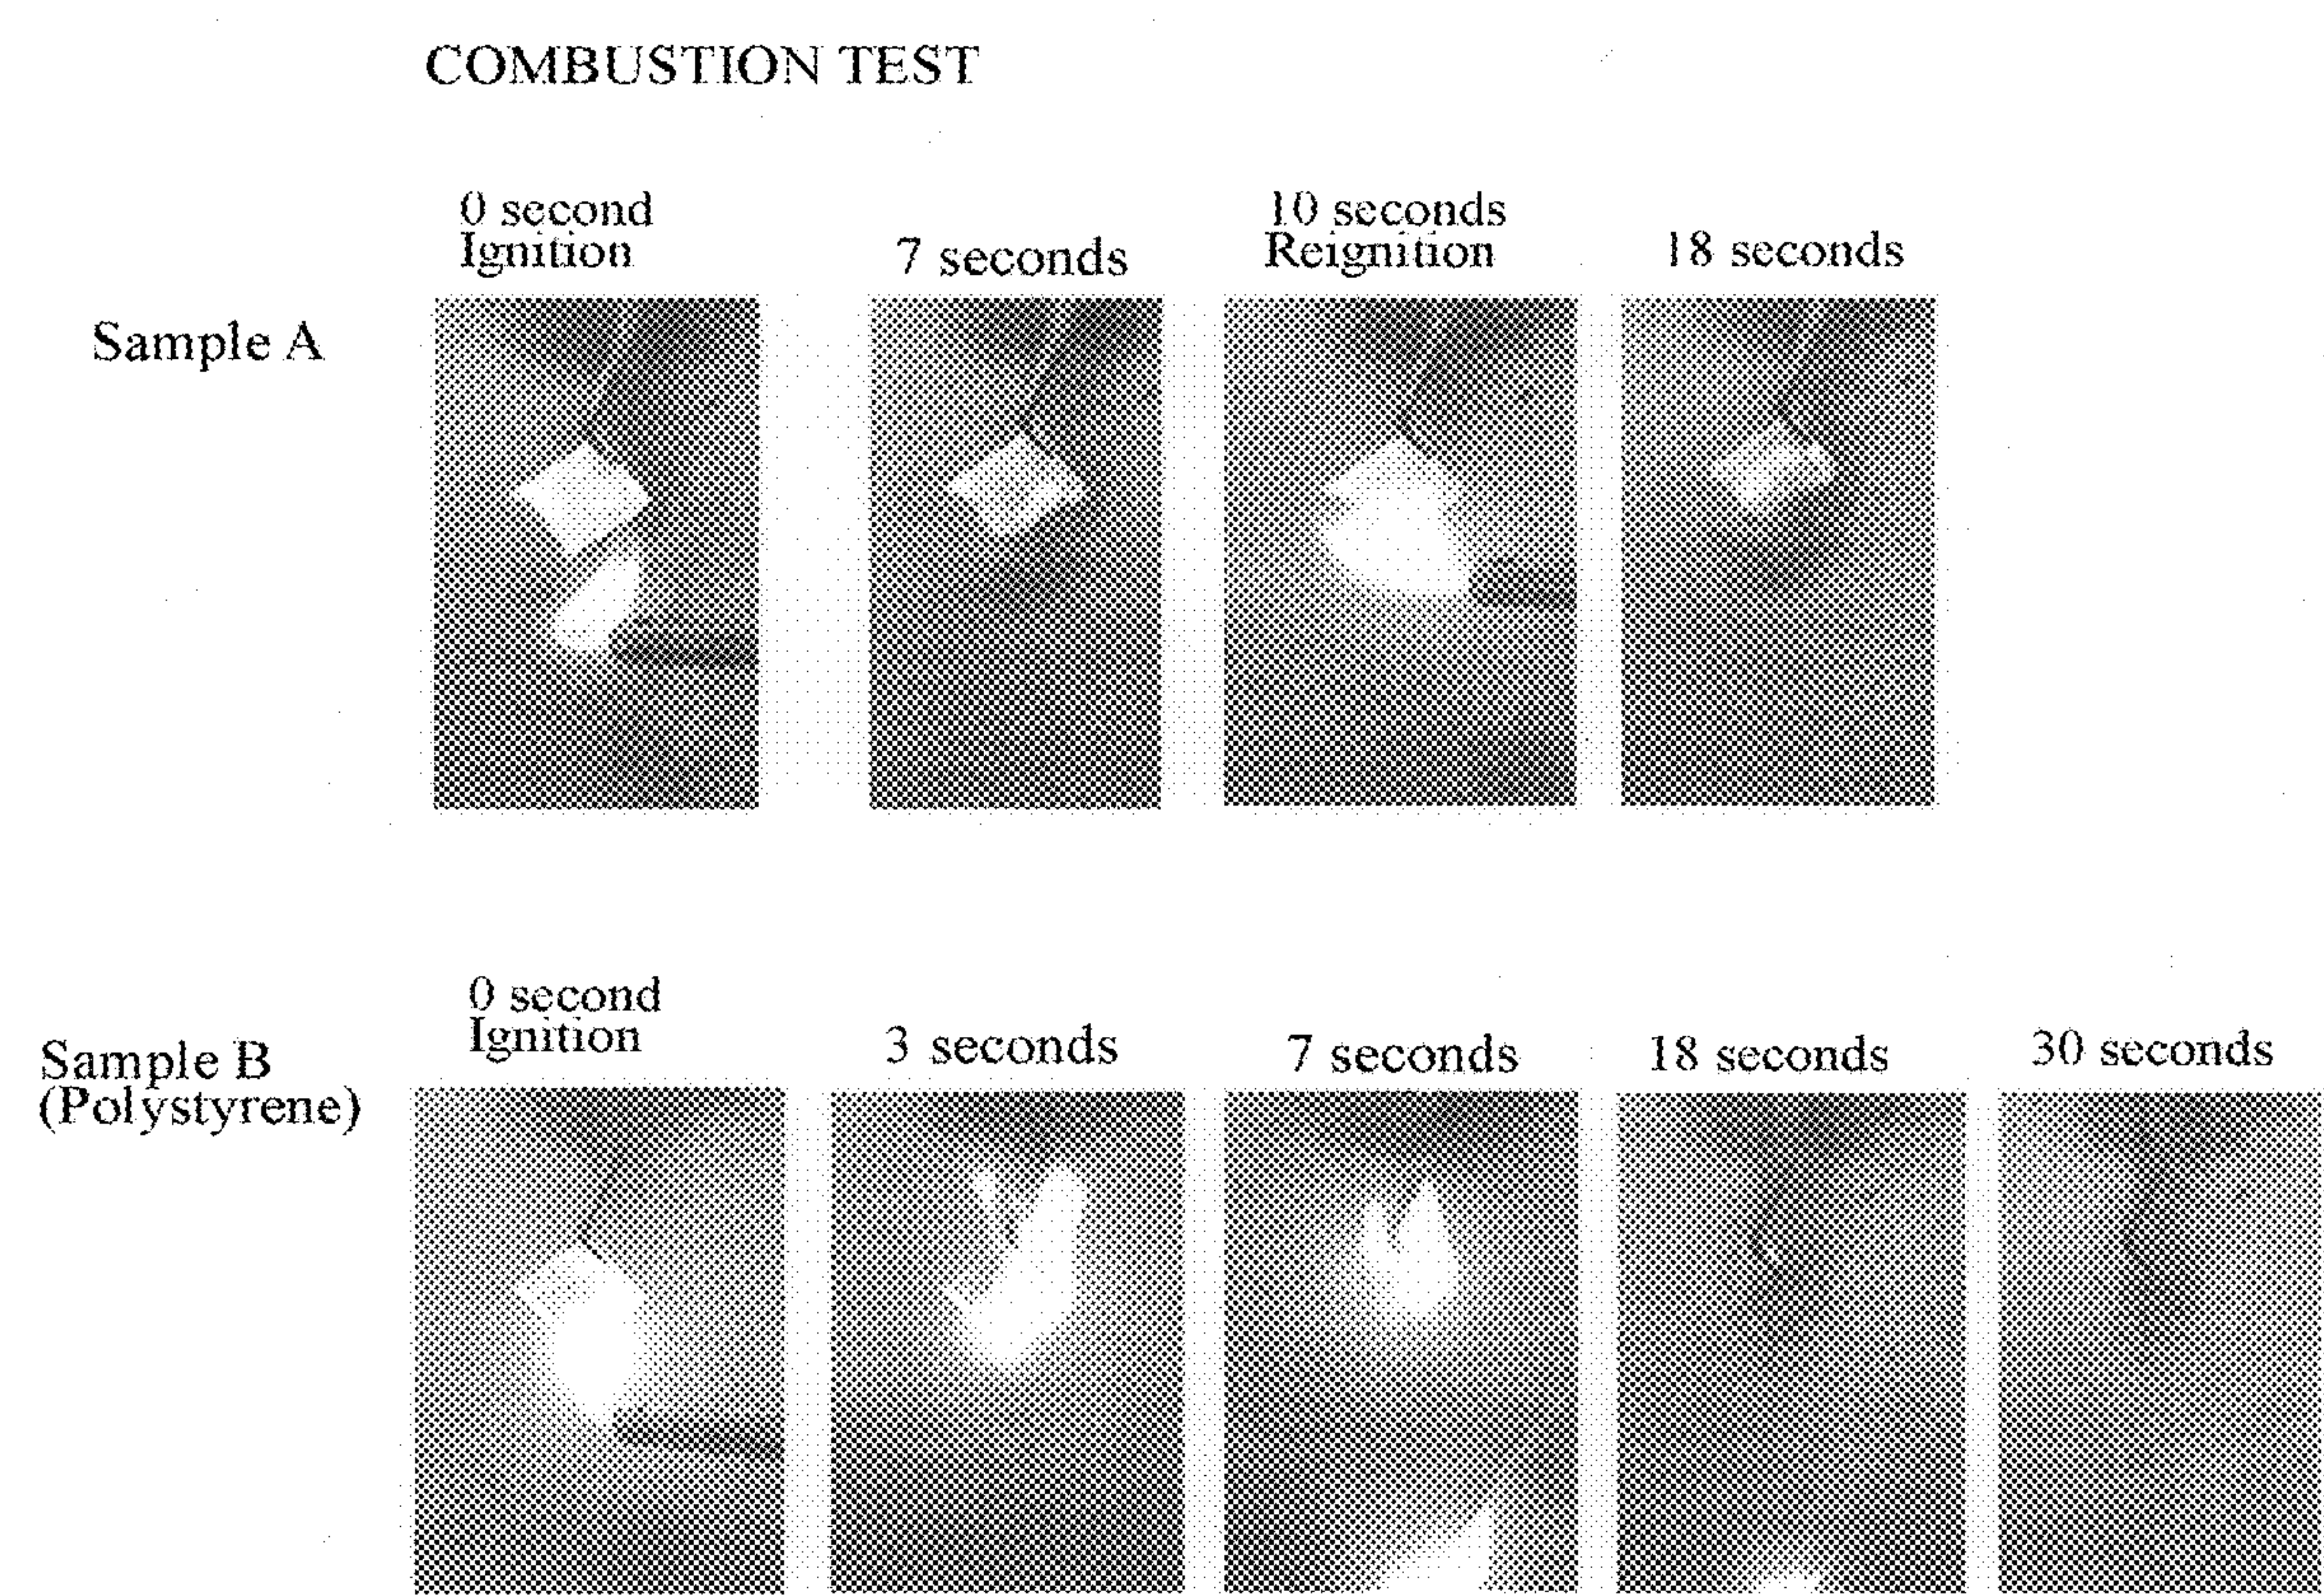 COMBUSTION TEST
0 second
Ignition
7 seconds
10 seconds
Reignition
18 seconds
Sample A
0 second
Ignition
3 seconds
7 seconds
18 seconds
30 seconds
Sample B
(Polystyrene)